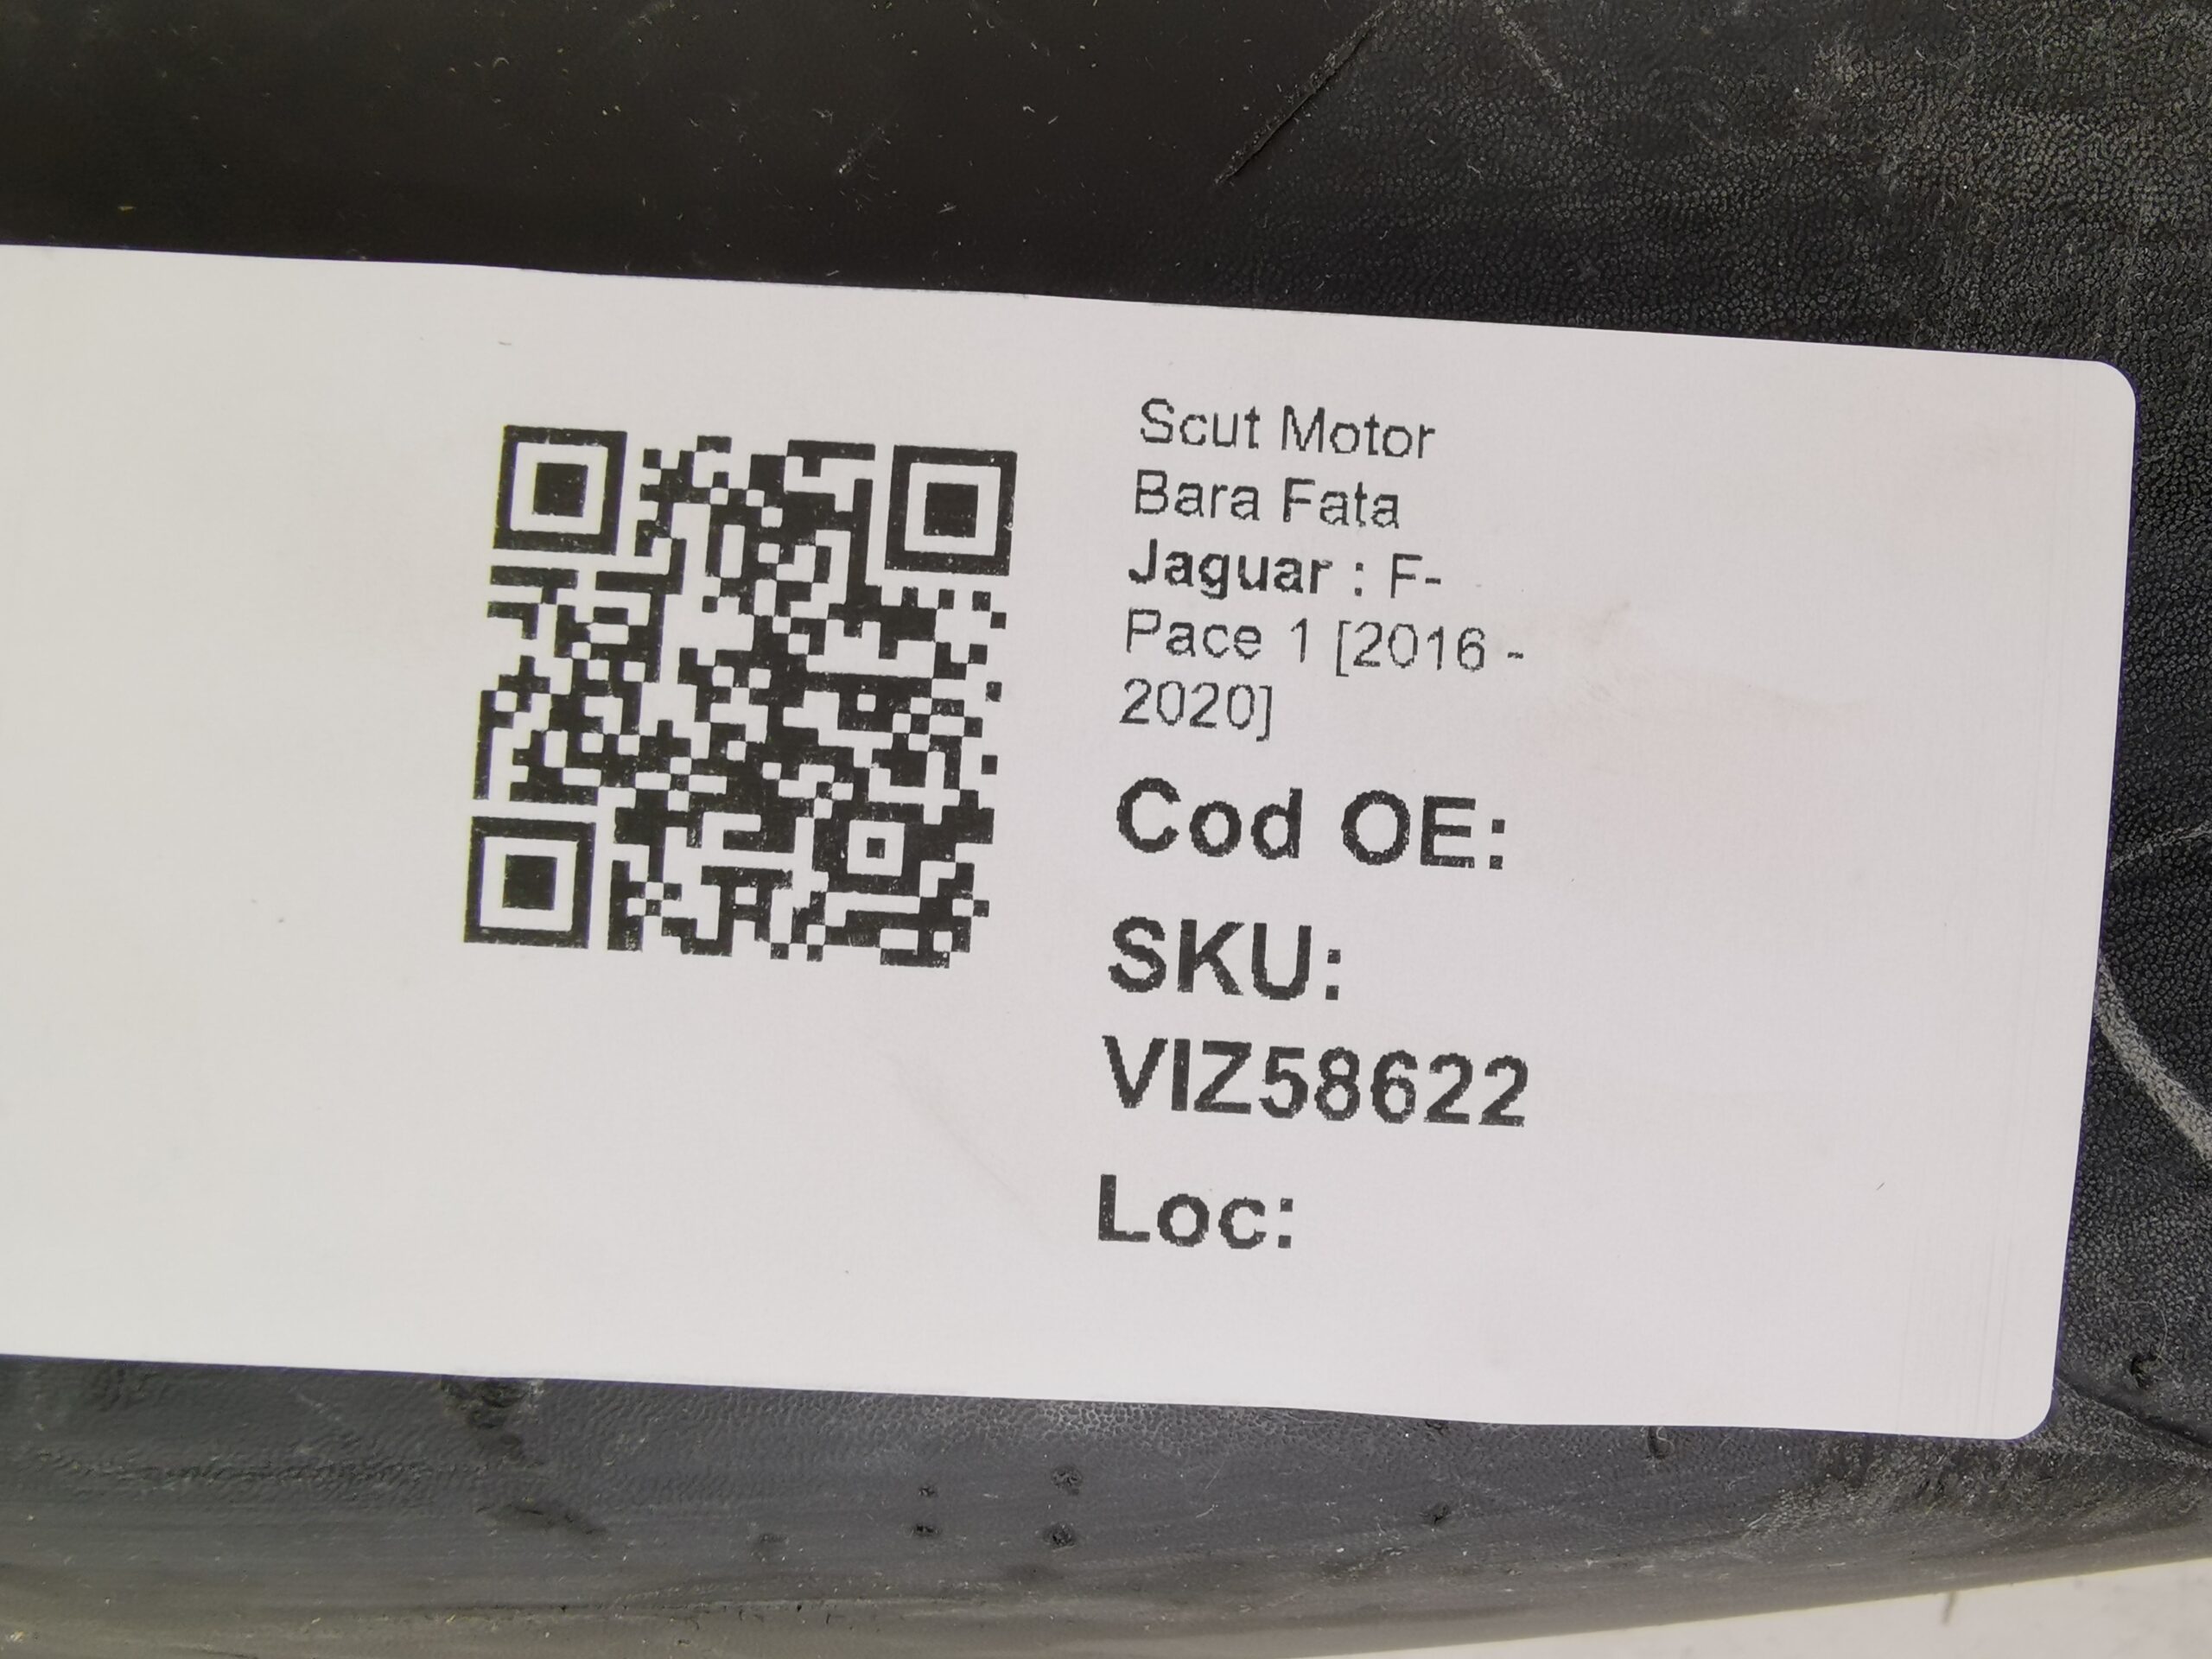 Scut Motor
Bara Fata
Jaguar : F-
Pace 1 [2016 -
2020]
Cod OE:
SKU:
VIZ58622
Loc: